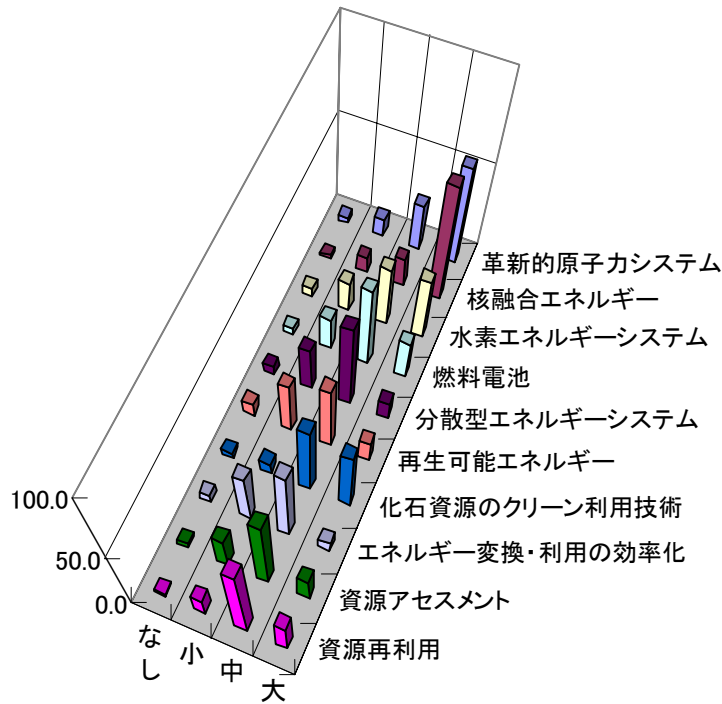 革新的原子力システム
核融合エネルギー
水素エネルギーシステム
燃料電池
分散型エネルギーシステム
再生可能エネルギー
化石資源のクリーン利用技術
エネルギー変換・利用の効率化
資源アセスメント
資源再利用
100.0
50.0
0.0
なし
小
中
大